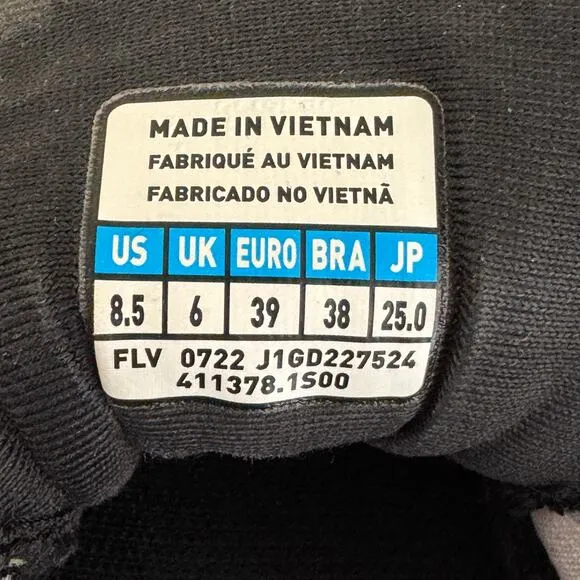 MADE IN VIETNAM
FABRIQUÉ AU VIETNAM
FABRICADO NO VIETNÃ
US UK EURO BRA JP
8.5 6 39 38 25.0
FLV 0722 J1GD227524
411378.1S00